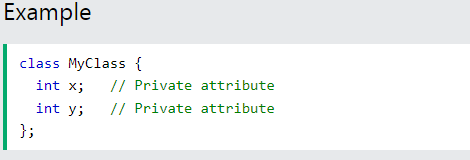 Example
class MyClass {
  int x;   // Private attribute
  int y;   // Private attribute
};